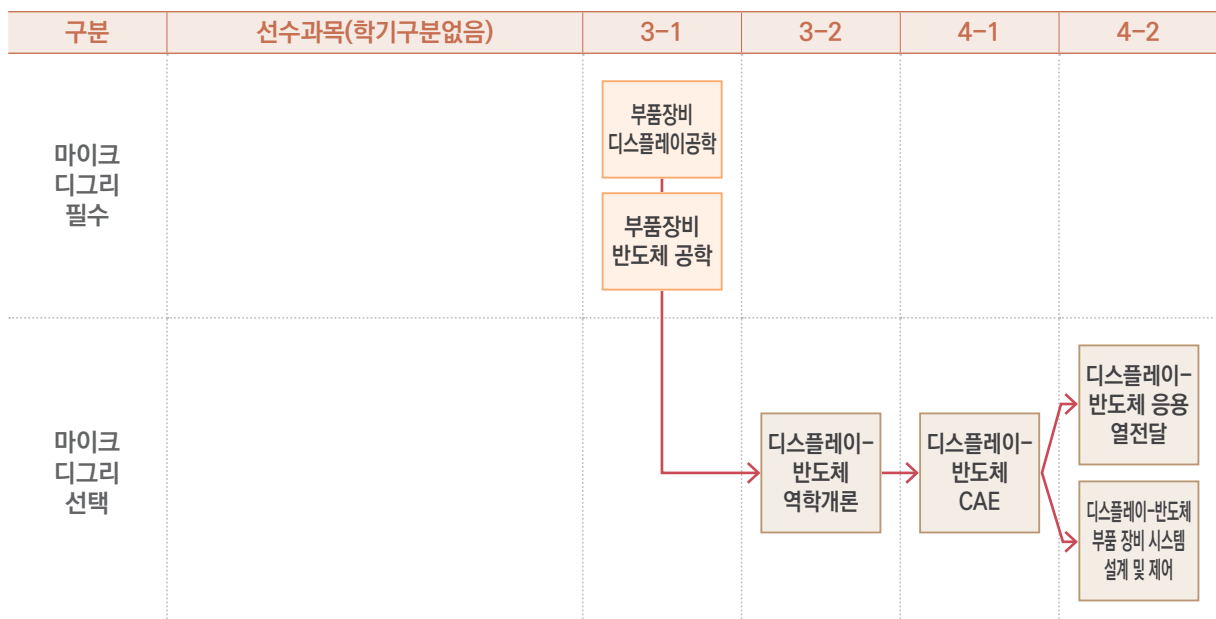 구분
선수과목(학기구분없음)
3-1
3-2
4-1
4-2
마이크
디그리
필수
부품장비
디스플레이공학
부품장비
반도체 공학
마이크
디그리
선택
디스플레이-
반도체
역학개론
디스플레이-
반도체
CAE
디스플레이-
반도체 응용
열전달
디스플레이-반도체
부품 장비 시스템
설계 및 제어